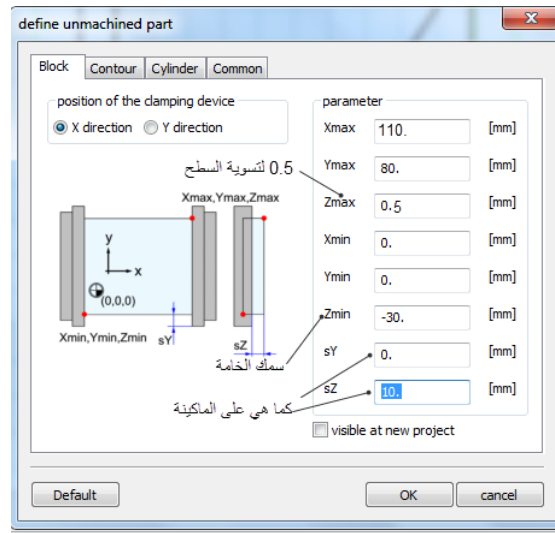 define unmachined part
Block Contour Cylinder Common
position of the clamping device
X direction Y direction
parameter
Xmax 110. [mm]
Ymax 80. [mm]
0.5 لتسوية السطح
Zmax 0.5 [mm]
Xmin 0. [mm]
Ymin 0. [mm]
Zmin -30. [mm]
sY 0. [mm]
sZ 10. [mm]
Xmax,Ymax,Zmax
y
x
(0,0,0)
Xmin,Ymin,Zmin sY
sZ
سمك الخامة
كما هي على الماكينة
visible at new project
Default OK cancel